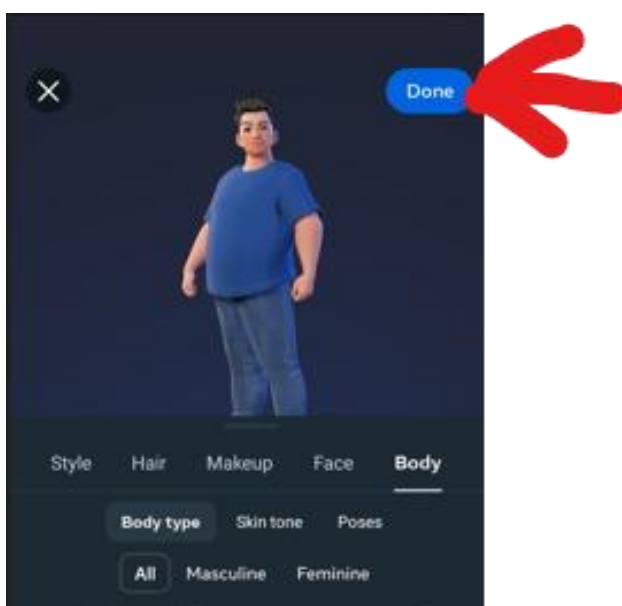 Done
Style Hair Makeup Face Body
Body type Skin tone Poses
All Masculine Feminine